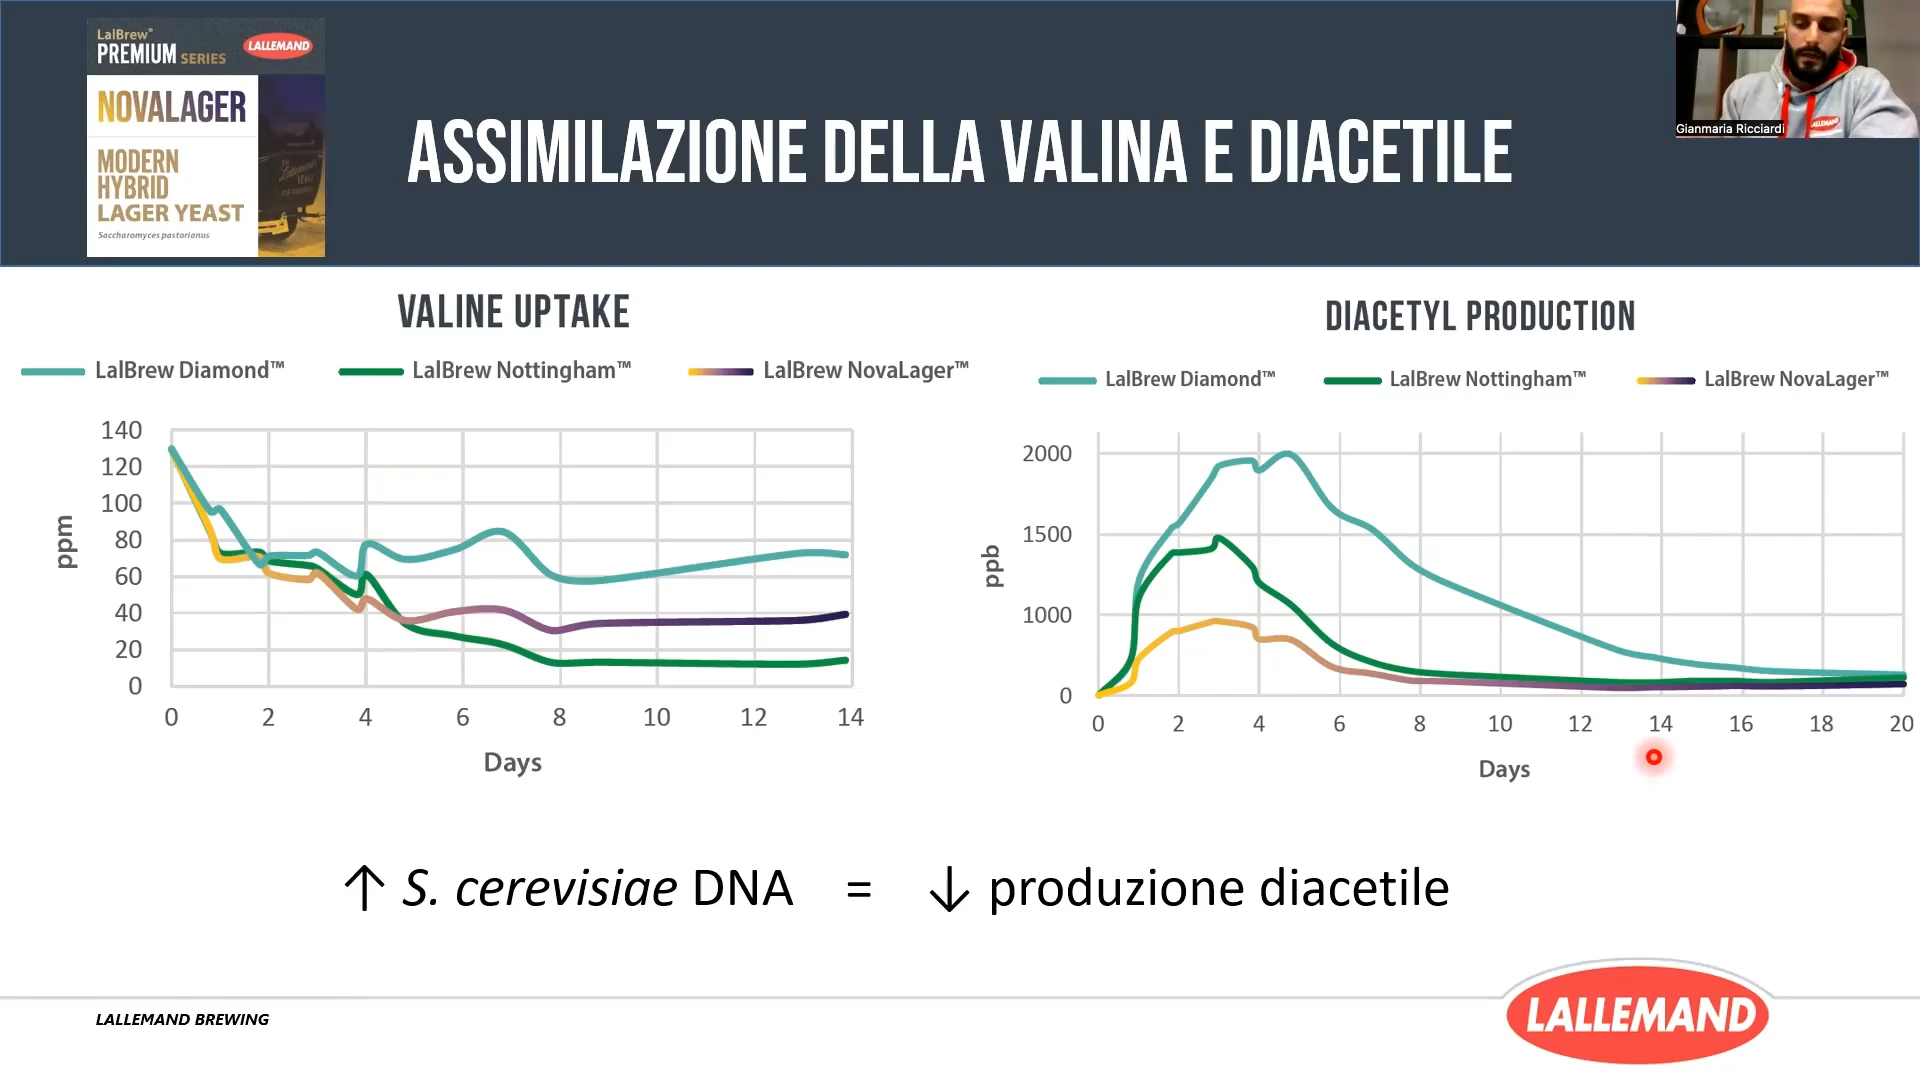 LalBrew®
PREMIUM SERIES
LALLEMAND
NOVALAGER
MODERN
HYBRID
LAGER YEAST
Saccharomyces pastorianus
ASSIMILAZIONE DELLA VALINA E DIACETILE
Gianmaria Ricciardi
LALLEMAND
VALINE UPTAKE
LalBrew Diamond™ LalBrew Nottingham™ LalBrew NovaLager™
140
120
100
80
60
40
20
0
ppm
0 2 4 6 8 10 12 14
Days
DIACETYL PRODUCTION
LalBrew Diamond™ LalBrew Nottingham™ LalBrew NovaLager™
2000
1500
1000
0
ppb
0 2 4 6 8 10 12 14 16 18 20
Days
↑ S. cerevisiae DNA = ↓ produzione diacetile
LALLEMAND BREWING
LALLEMAND